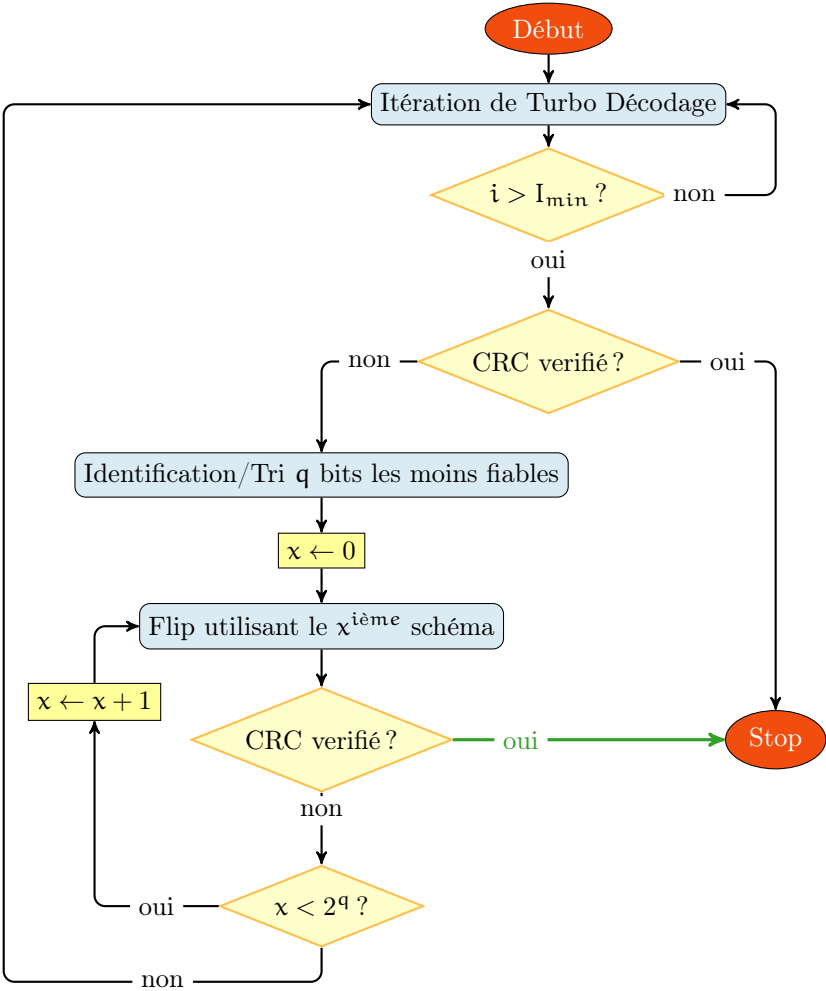 Début
Itération de Turbo Décodage
i > I_min ?
non
oui
CRC verifié ?
non
oui
Identification/Tri q bits les moins fiables
x ← 0
Flip utilisant le x^ième schéma
x ← x + 1
CRC verifié ?
oui
Stop
non
x < 2^q ?
oui
non